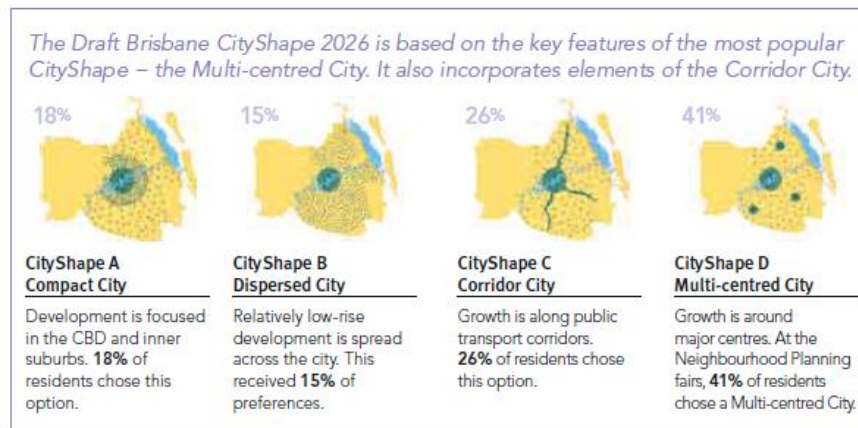 The Draft Brisbane CityShape 2026 is based on the key features of the most popular
CityShape – the Multi-centred City. It also incorporates elements of the Corridor City.
18%
15%
26%
41%
CityShape A
Compact City
Development is focused
in the CBD and inner
suburbs. 18% of
residents chose this
option.
CityShape B
Dispersed City
Relatively low-rise
development is spread
across the city. This
received 15% of
preferences.
CityShape C
Corridor City
Growth is along public
transport corridors.
26% of residents chose
this option.
CityShape D
Multi-centred City
Growth is around
major centres. At the
Neighbourhood Planning
fairs, 41% of residents
chose a Multi-centred City.